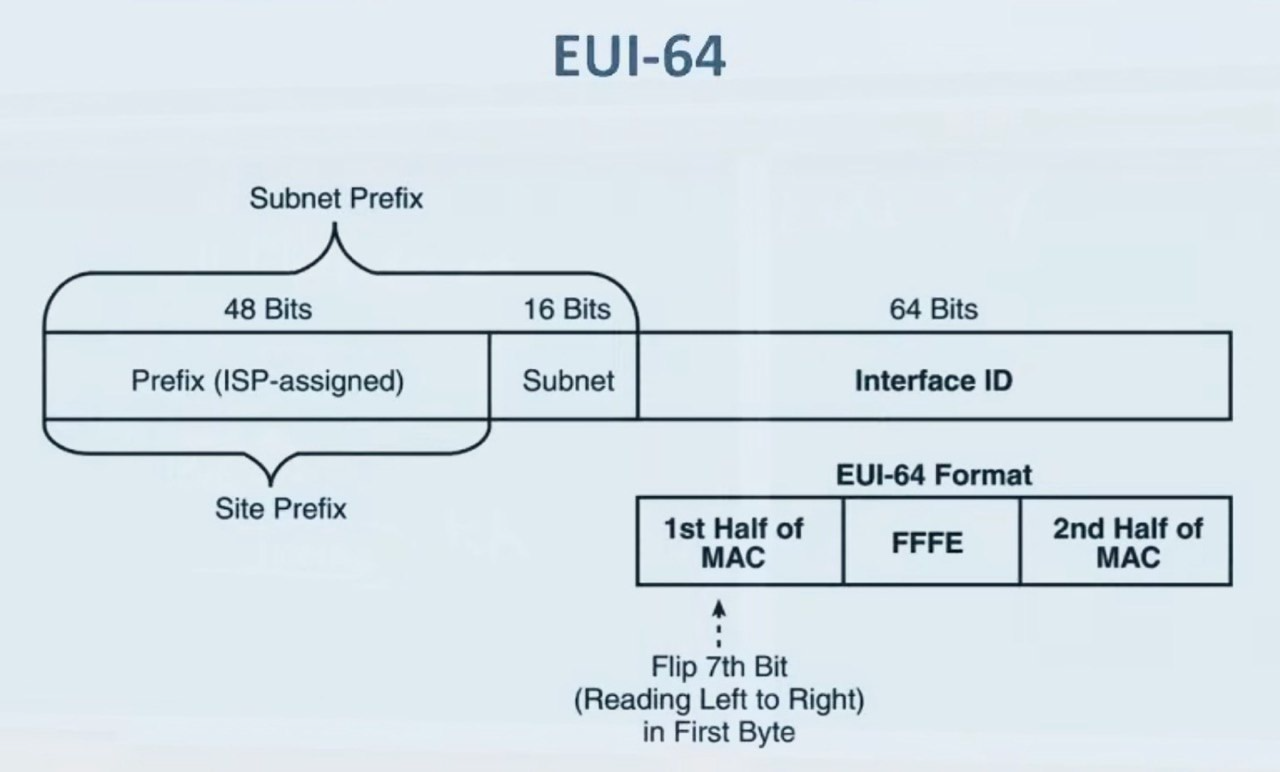 EUI-64
Subnet Prefix
48 Bits
16 Bits
64 Bits
Prefix (ISP-assigned)
Subnet
Interface ID
Site Prefix
EUI-64 Format
1st Half of
MAC
FFFE
2nd Half of
MAC
Flip 7th Bit
(Reading Left to Right)
in First Byte